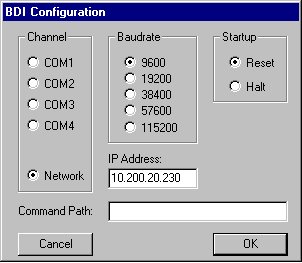 BDI Configuration
Channel
COM1
COM2
COM3
COM4
Network
Baudrate
9600
19200
38400
57600
115200
Startup
Reset
Halt
IP Address:
10.200.20.230
Command Path:
Cancel
OK